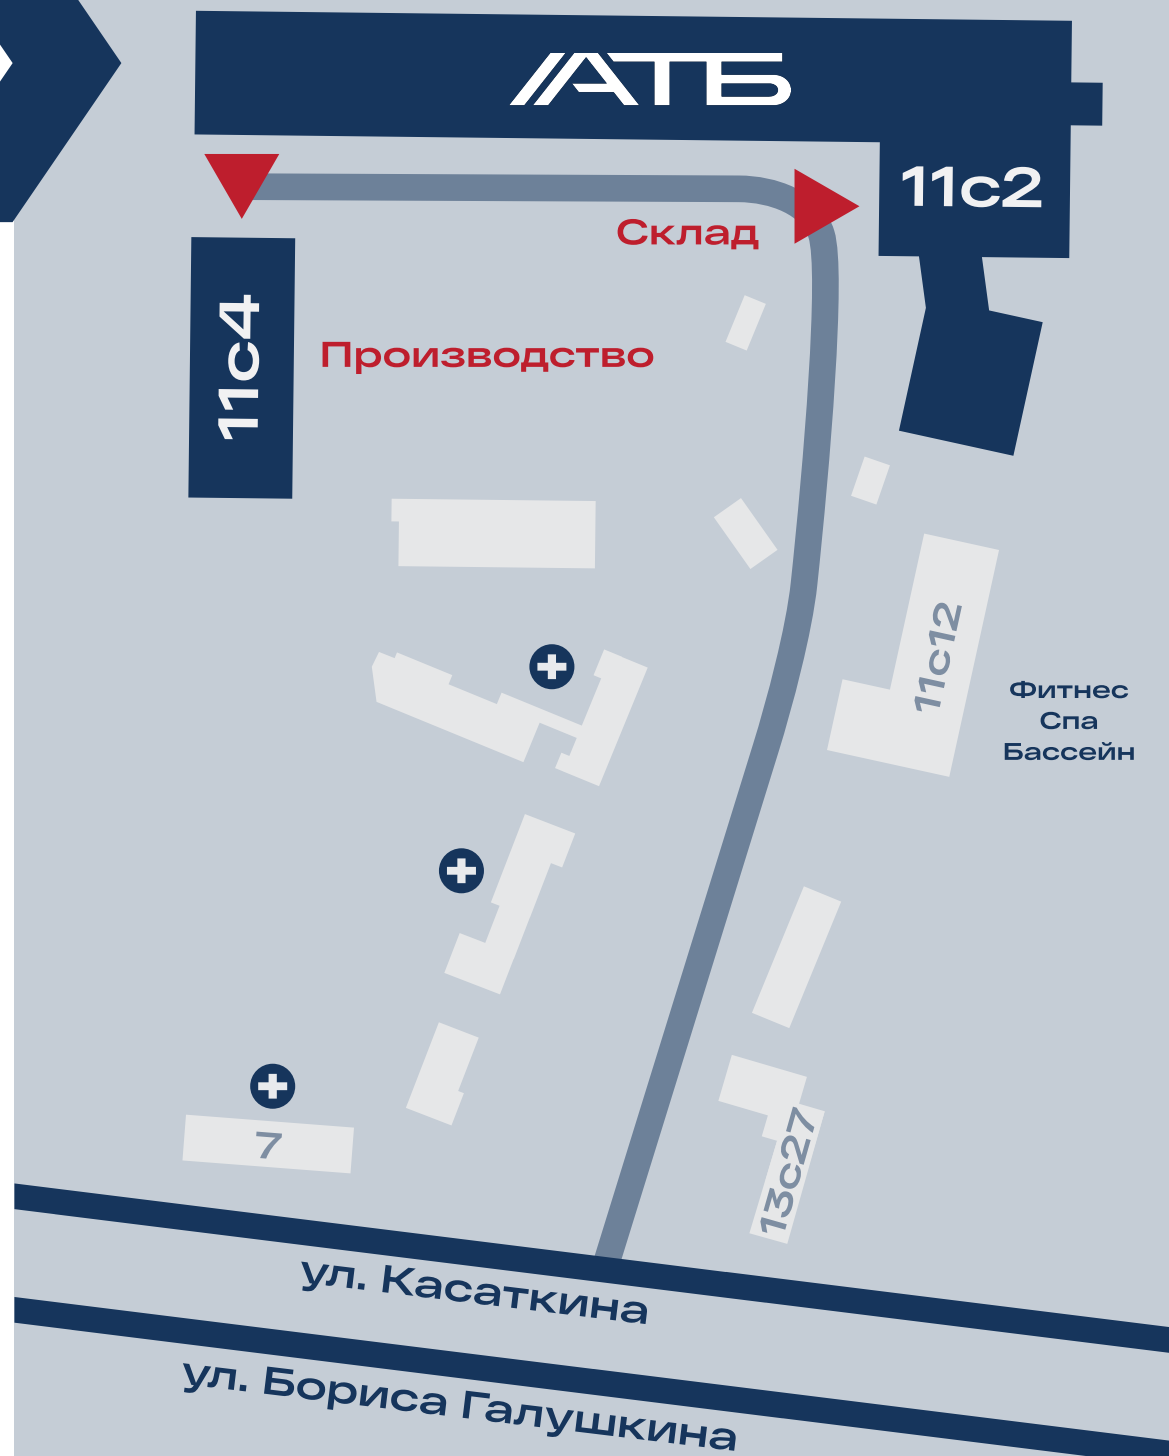 АТБ
11с2
Склад
11с4
Производство
11с12
Фитнес
Спа
Бассейн
7
13с27
ул. Касаткина
ул. Бориса Галушкина